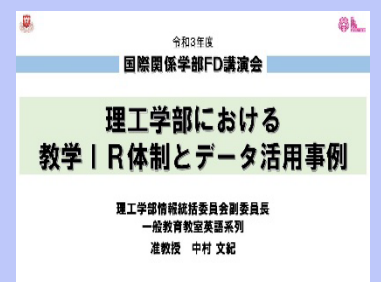 令和3年度
国際関係学部FD講演会
理工学部における
教学ＩＲ体制とデータ活用事例
理工学部情報統括委員会副委員長
一般教育教室英語系列
准教授　中村 文紀